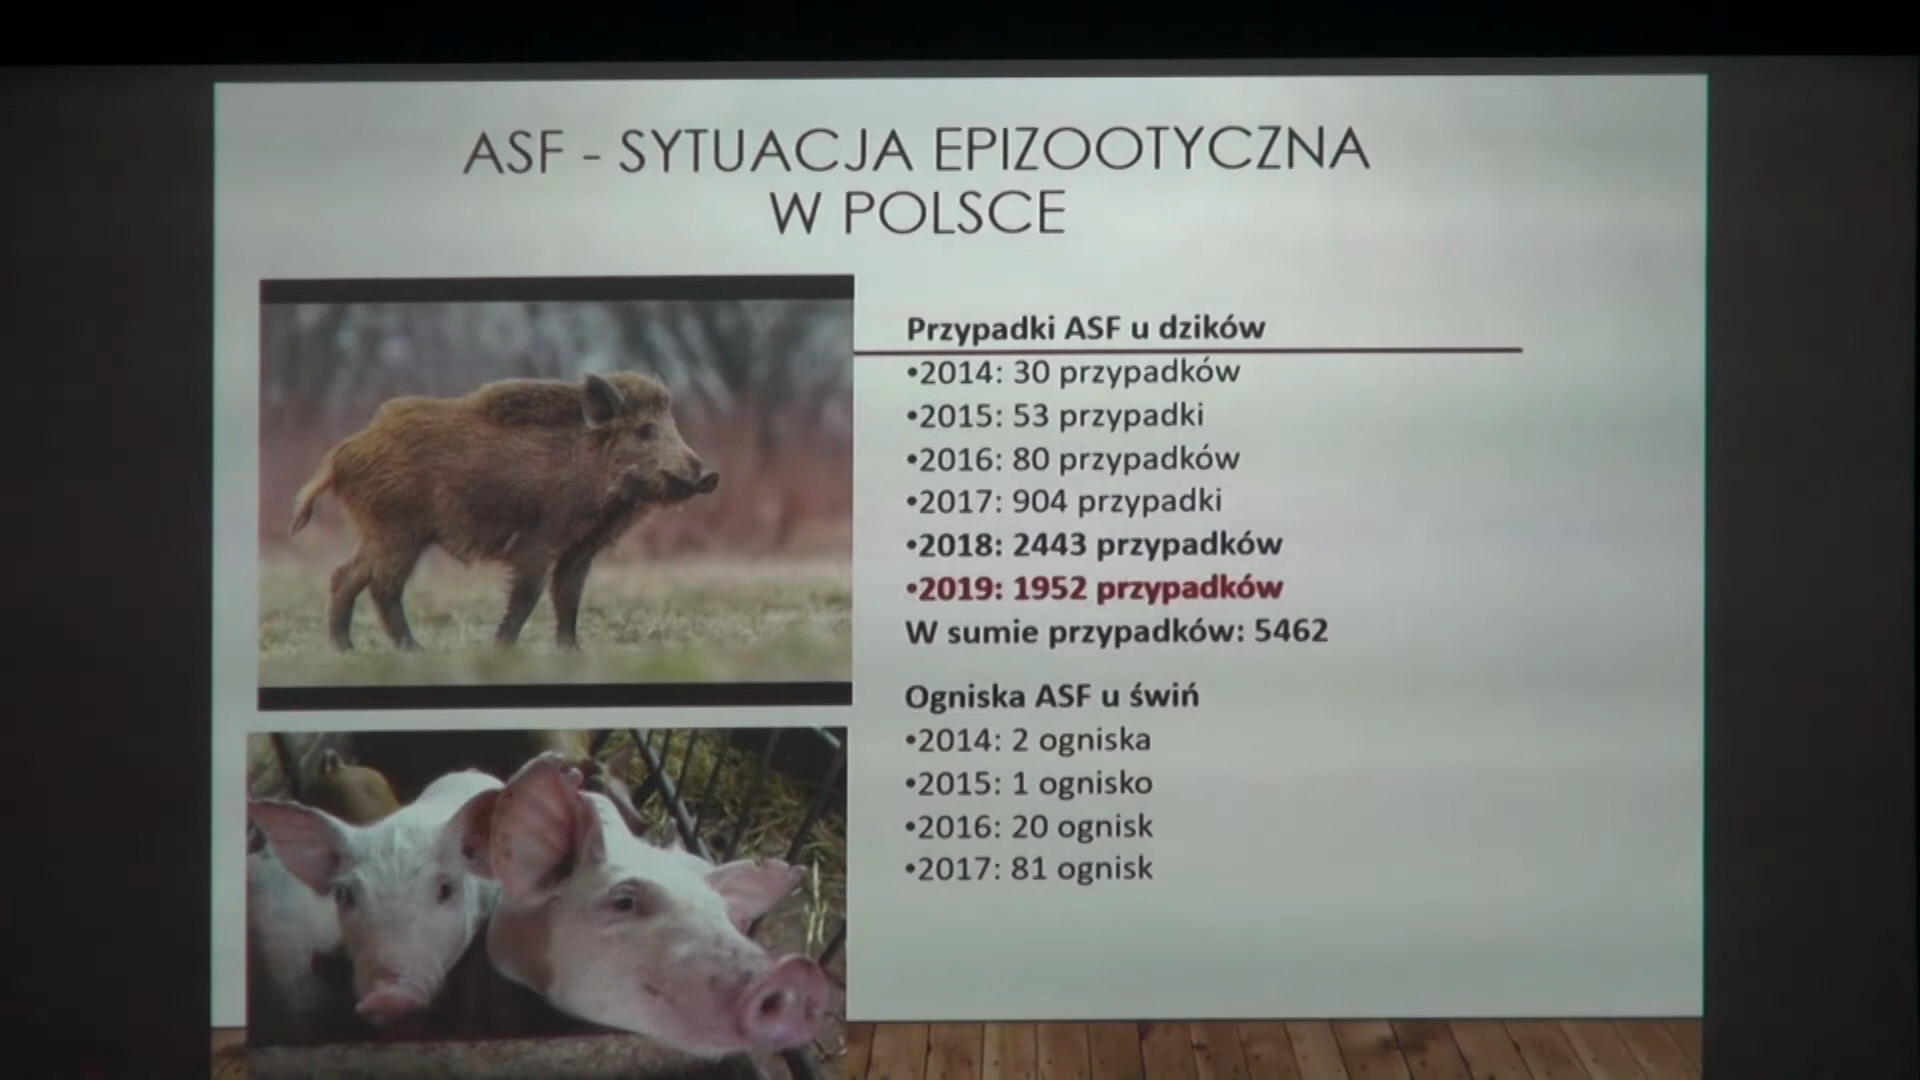 ASF - SYTUACJA EPIZOOTYCZNA
W POLSCE
Przypadki ASF u dzików
•2014: 30 przypadków
•2015: 53 przypadki
•2016: 80 przypadków
•2017: 904 przypadki
•2018: 2443 przypadków
•2019: 1952 przypadków
W sumie przypadków: 5462
Ogniska ASF u świń
•2014: 2 ogniska
•2015: 1 ognisko
•2016: 20 ognisk
•2017: 81 ognisk